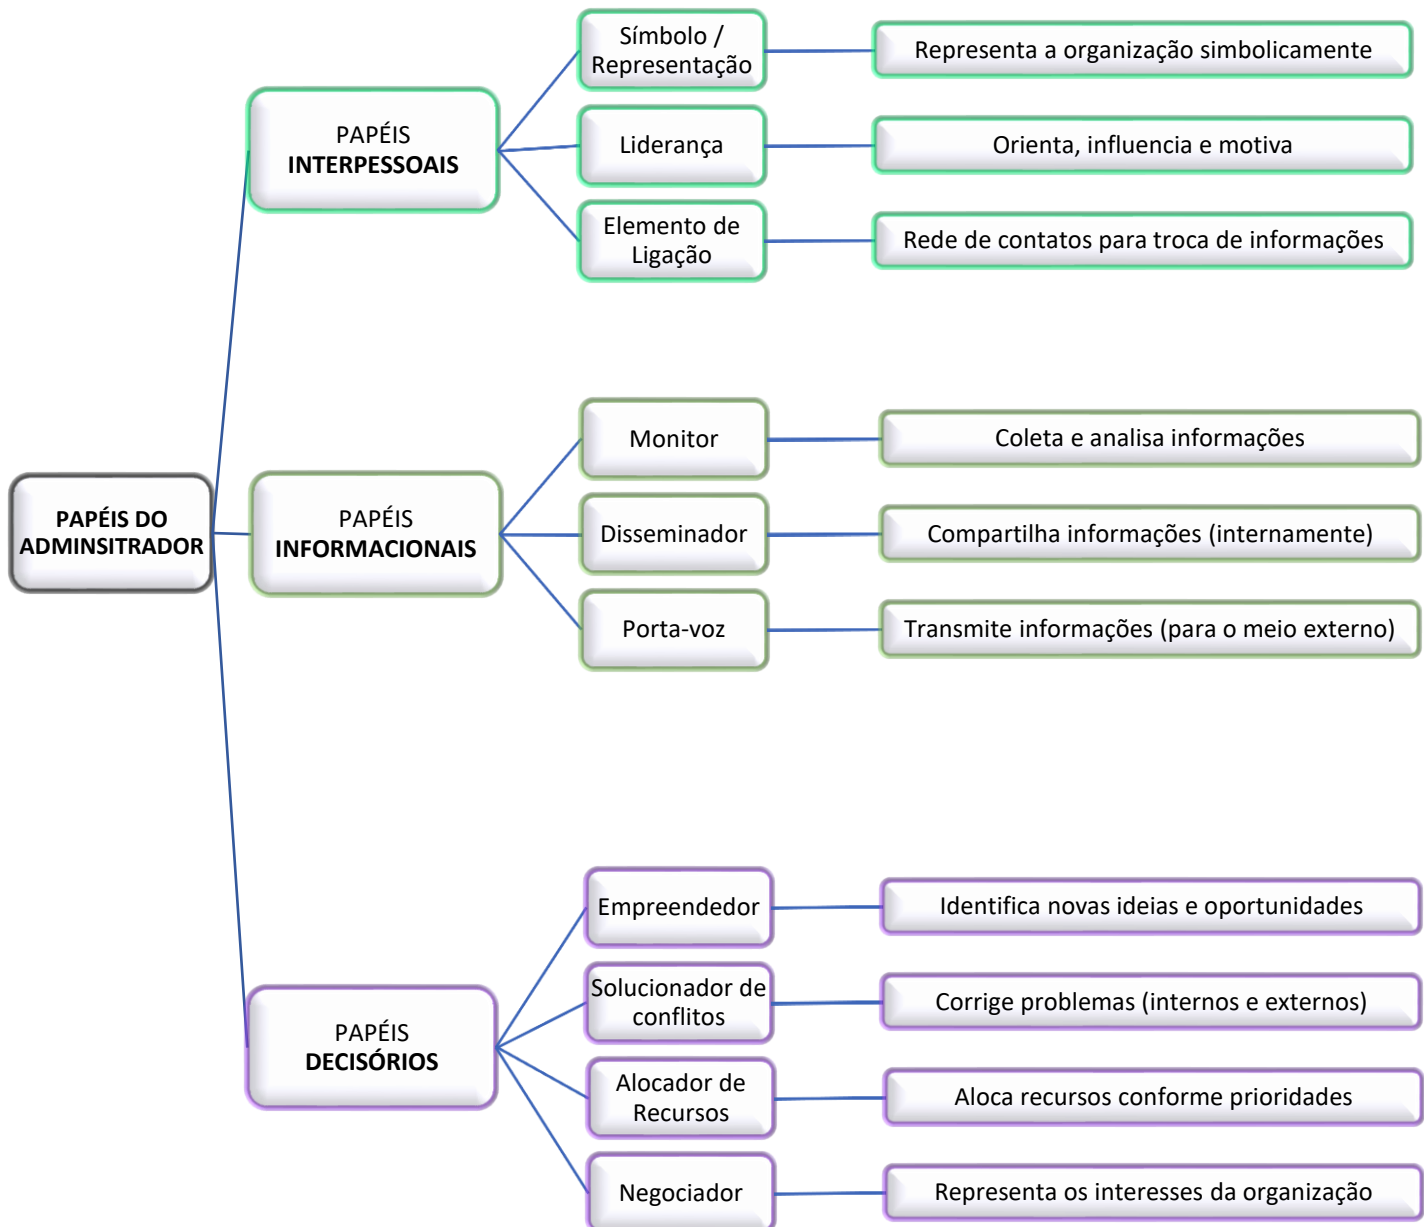 PAPÉIS DO
ADMINSITRADOR
PAPÉIS
INTERPESSOAIS
Símbolo /
Representação
Representa a organização simbolicamente
Liderança
Orienta, influencia e motiva
Elemento de
Ligação
Rede de contatos para troca de informações
PAPÉIS
INFORMACIONAIS
Monitor
Coleta e analisa informações
Disseminador
Compartilha informações (internamente)
Porta-voz
Transmite informações (para o meio externo)
PAPÉIS
DECISÓRIOS
Empreendedor
Identifica novas ideias e oportunidades
Solucionador de
conflitos
Corrige problemas (internos e externos)
Alocador de
Recursos
Aloca recursos conforme prioridades
Negociador
Representa os interesses da organização